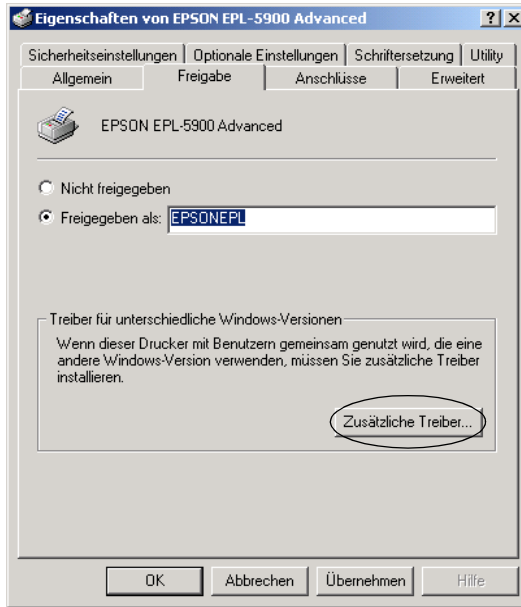 Eigenschaften von EPSON EPL-5900 Advanced
Sicherheitseinstellungen Optionale Einstellungen Schriftersetzung Utility
Allgemein Freigabe Anschlüsse Erweitert
EPSON EPL-5900 Advanced
Nicht freigegeben
Freigegeben als: EPSONEPL
Treiber für unterschiedliche Windows-Versionen
Wenn dieser Drucker mit Benutzern gemeinsam genutzt wird, die eine
andere Windows-Version verwenden, müssen Sie zusätzliche Treiber
installieren.
Zusätzliche Treiber...
OK Abbrechen Übernehmen Hilfe